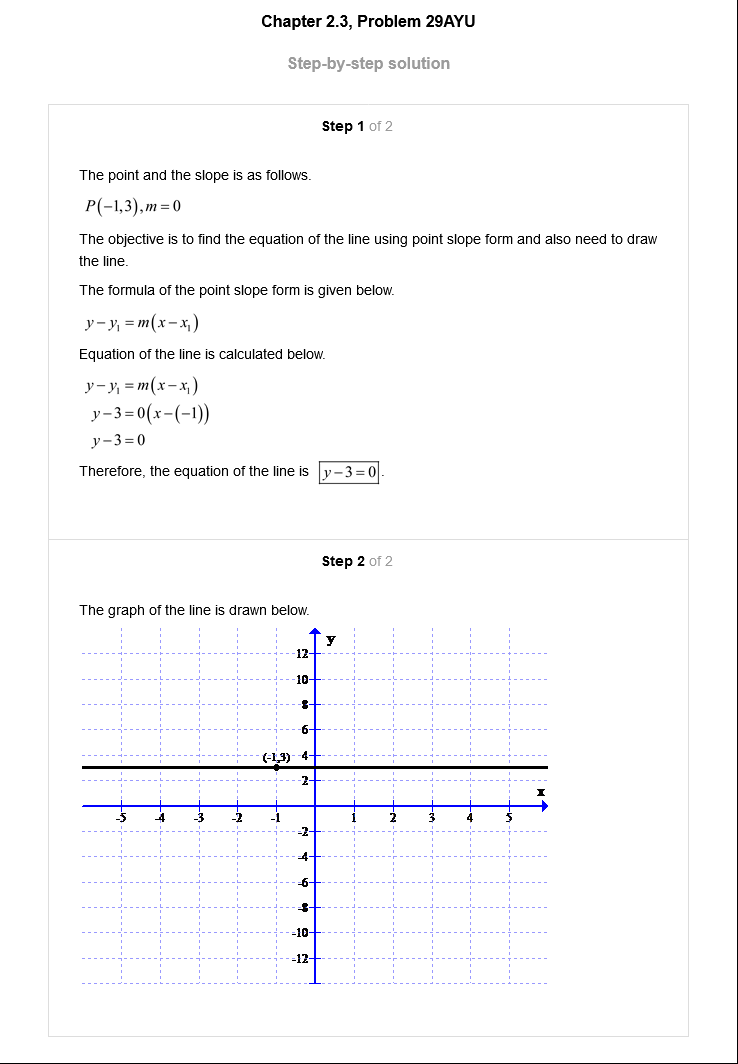 Chapter 2.3, Problem 29AYU
Step-by-step solution
Step 1 of 2
The point and the slope is as follows.
P(−1,3), m = 0
The objective is to find the equation of the line using point slope form and also need to draw
the line.
The formula of the point slope form is given below.
y − y₁ = m(x − x₁)
Equation of the line is calculated below.
y − y₁ = m(x − x₁)
y − 3 = 0(x − (−1))
y − 3 = 0
Therefore, the equation of the line is y − 3 = 0.
Step 2 of 2
The graph of the line is drawn below.
y
12
10
8
6
(-1,3) 4
2
x
-5 -4 -3 -2 -1 1 2 3 4 5
-2
-4
-6
-8
-10
-12